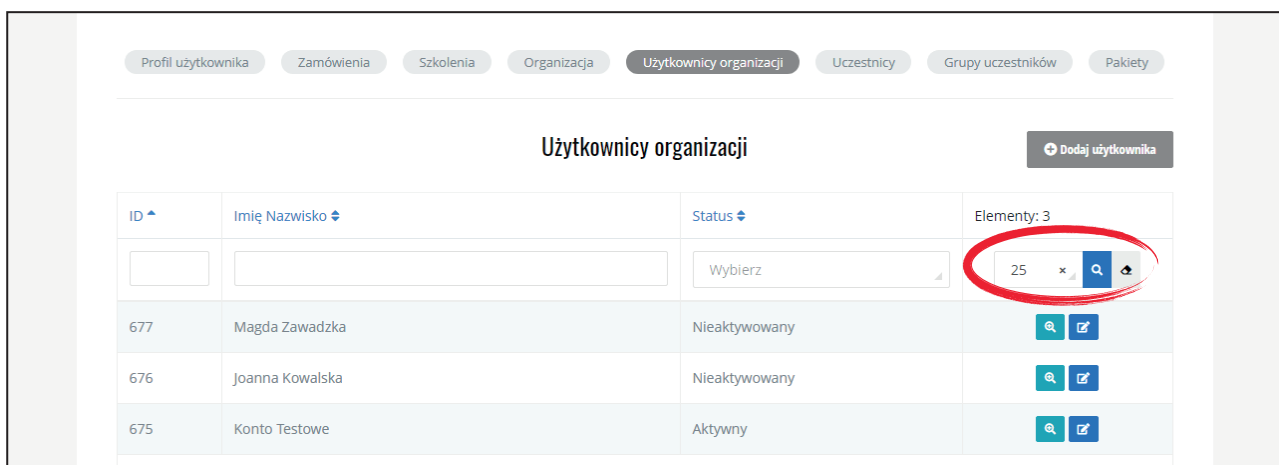 Profil użytkownika Zamówienia Szkolenia Organizacja Użytkownicy organizacji Uczestnicy Grupy uczestników Pakiety
Użytkownicy organizacji Dodaj użytkownika
ID Imię Nazwisko Status Elementy: 3
Wybierz 25 ×
677 Magda Zawadzka Nieaktywowany
676 Joanna Kowalska Nieaktywowany
675 Konto Testowe Aktywny